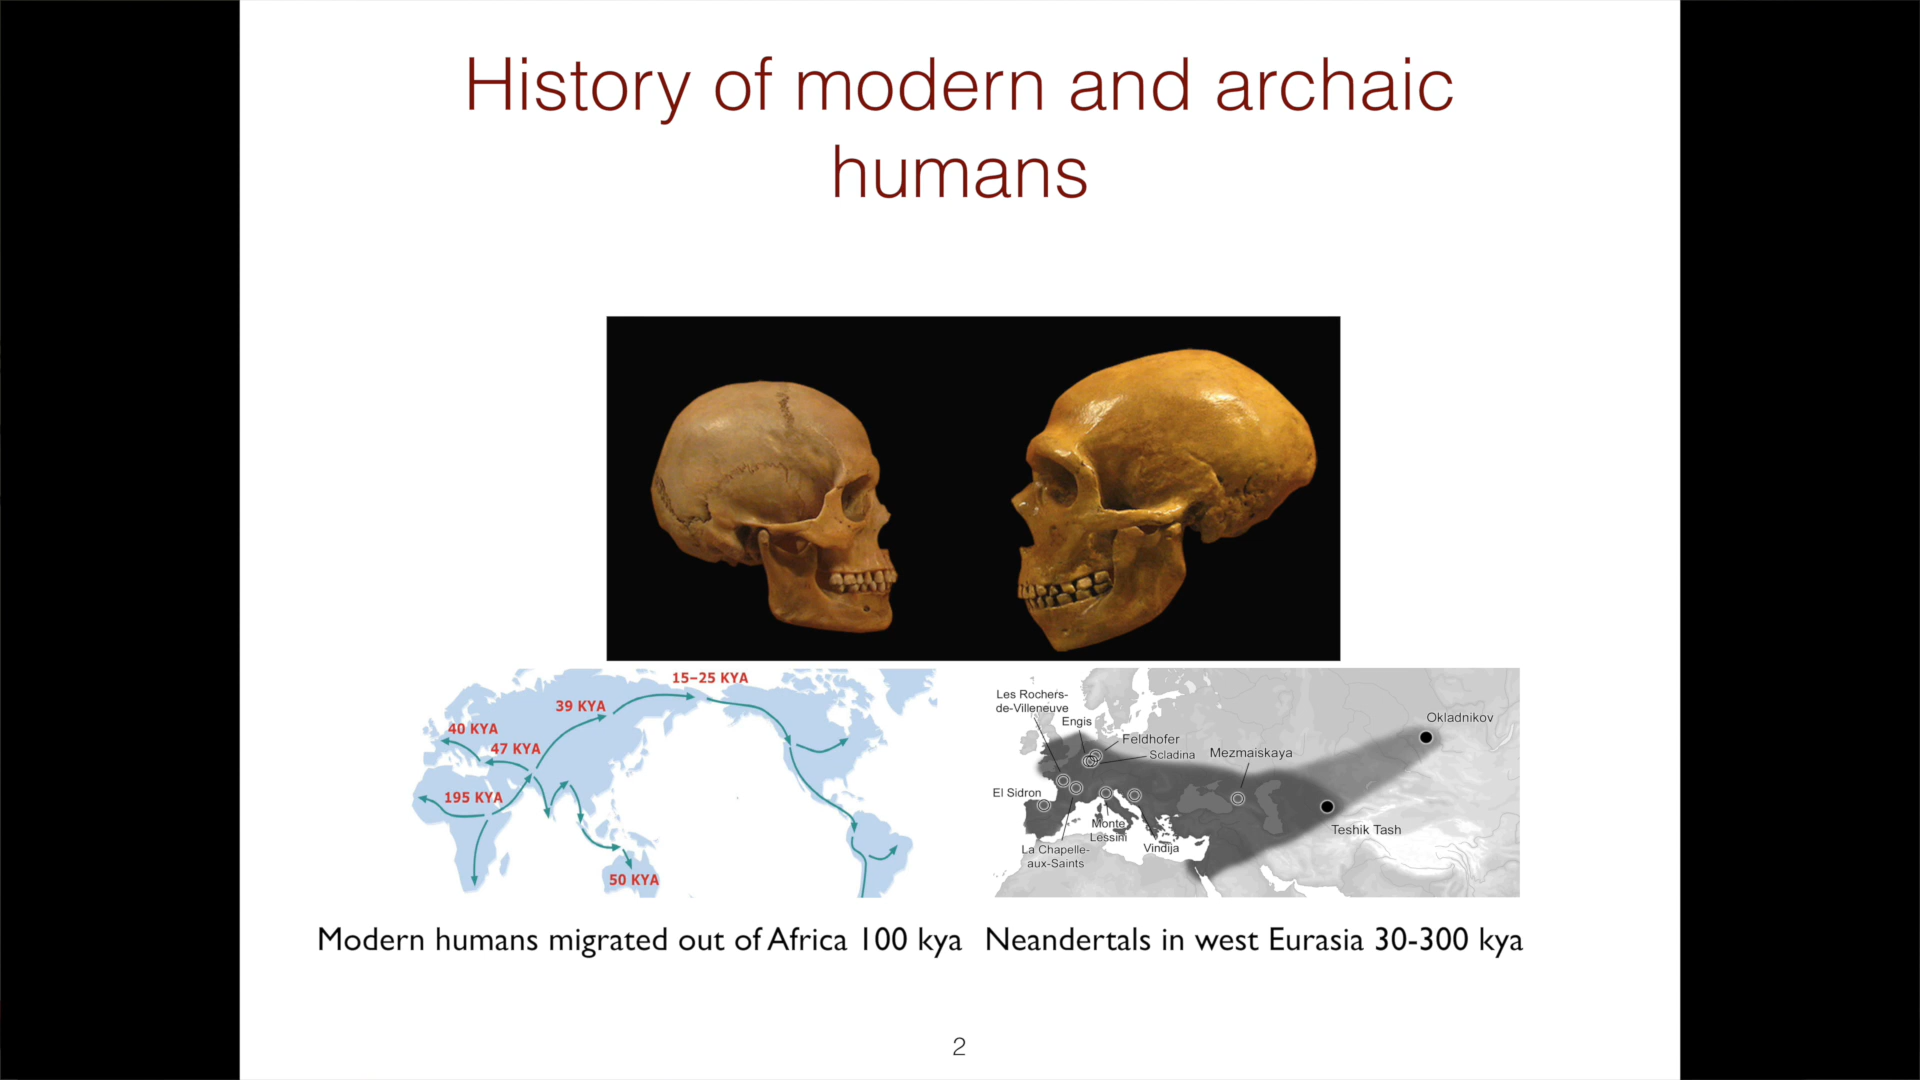 History of modern and archaic
humans
15–25 KYA
39 KYA
40 KYA
47 KYA
195 KYA
50 KYA
Les Rochers-
de-Villeneuve
Engis
Feldhofer
Scladina
Mezmaiskaya
Okladnikov
El Sidron
Monte
Lessini
Teshik Tash
La Chapelle-
aux-Saints
Vindija
Modern humans migrated out of Africa 100 kya
Neandertals in west Eurasia 30-300 kya
2